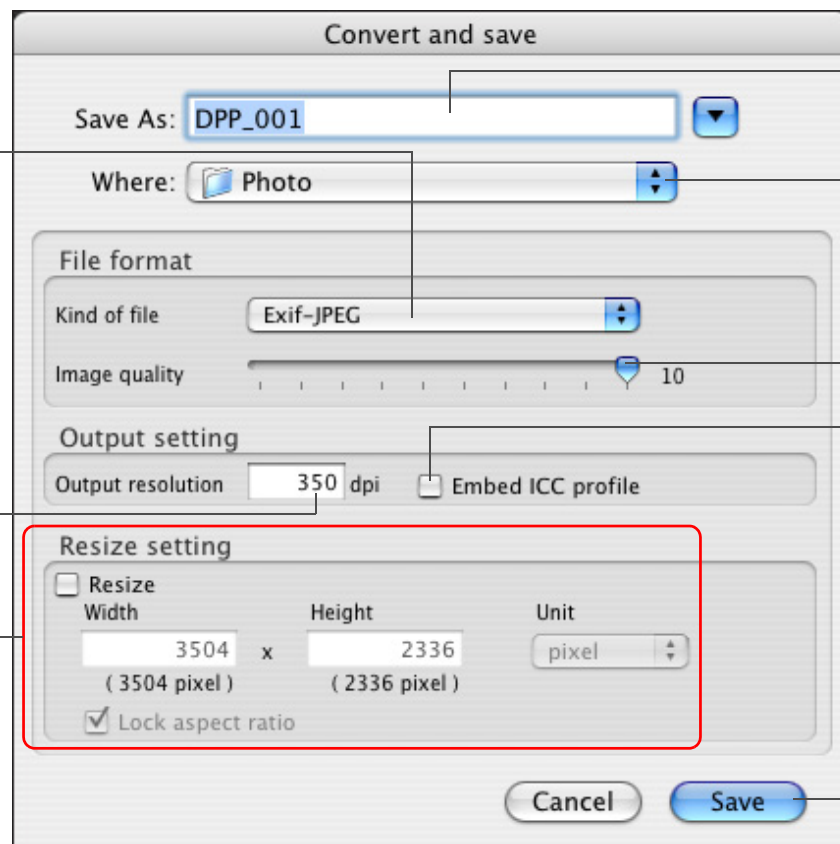 Convert and save
Save As: DPP_001
Where: Photo
File format
Kind of file Exif-JPEG
Image quality 10
Output setting
Output resolution 350 dpi Embed ICC profile
Resize setting
Resize
Width Height Unit
3504 x 2336 pixel
( 3504 pixel ) ( 2336 pixel )
Lock aspect ratio
Cancel Save